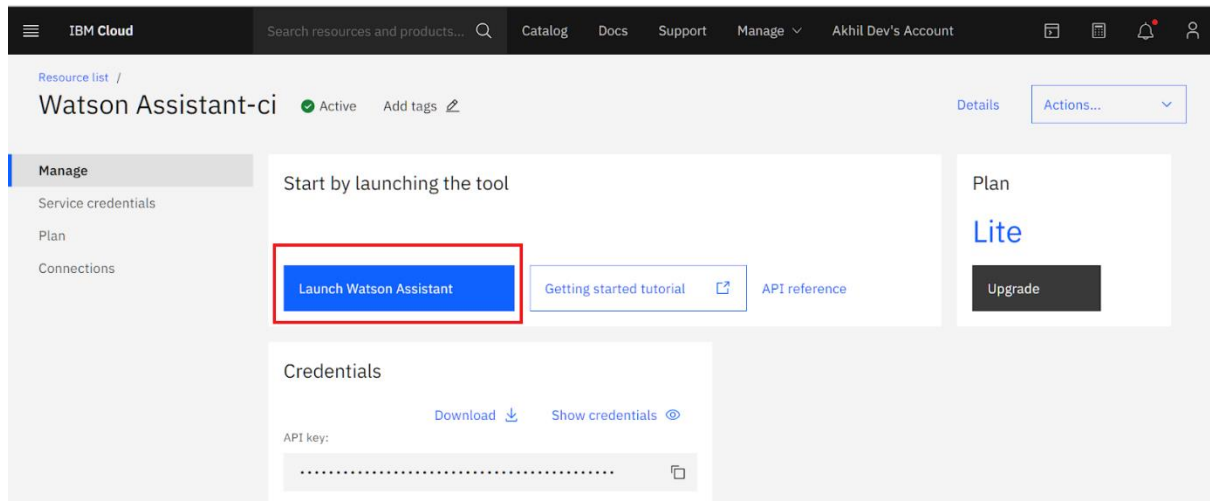 IBM Cloud
Search resources and products...
Catalog
Docs
Support
Manage
Akhil Dev's Account
Resource list /
Watson Assistant-ci
Active
Add tags
Details
Actions...
Manage
Service credentials
Plan
Connections
Start by launching the tool
Launch Watson Assistant
Getting started tutorial
API reference
Plan
Lite
Upgrade
Credentials
Download
Show credentials
API key: